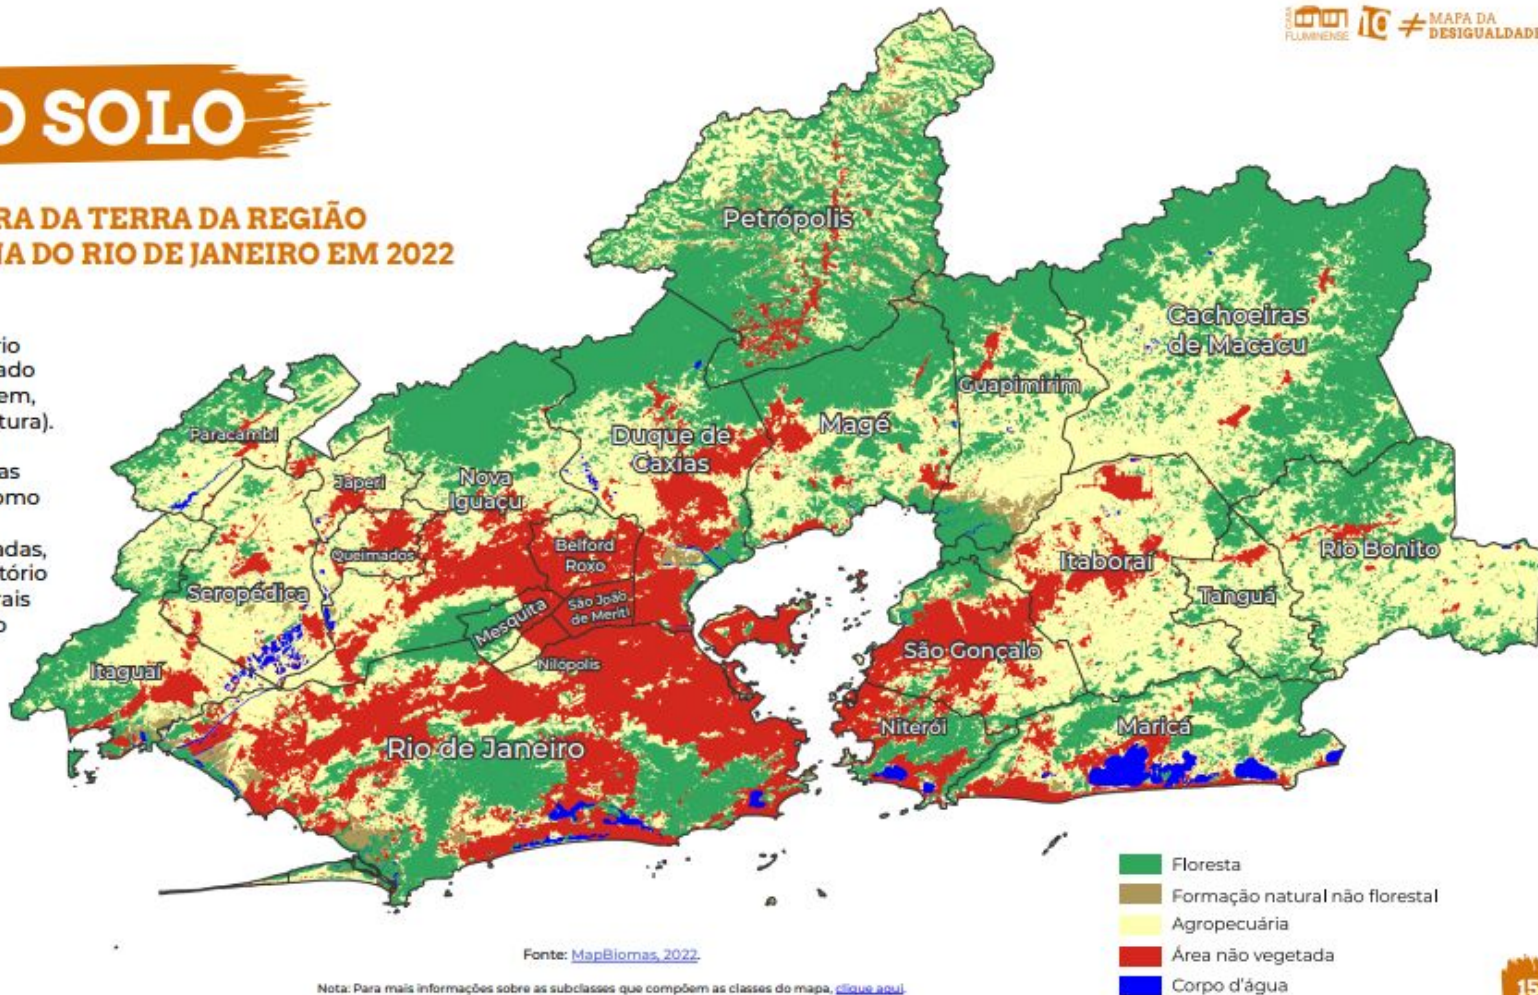 CASA
FLUMINENSE
10
MAPA DA
DESIGUALDADE
O SOLO
RA DA TERRA DA REGIÃO
NA DO RIO DE JANEIRO EM 2022
rio
ado
em,
tura).
as
omo
adas,
tório
rais
o
Petrópolis
Cachoeiras
de Macacu
Guapimirim
Magé
Duque de
Caxias
Paracambi
Japeri
Nova
Iguaçu
Queimados
Belford
Roxo
Itaboraí
Rio Bonito
Seropédica
Tanguá
Mesquita
São João
de Meriti
São Gonçalo
Nilópolis
Itaguaí
Niterói
Maricá
Rio de Janeiro
Floresta
Formação natural não florestal
Agropecuária
Área não vegetada
Corpo d'água
Fonte: MapBiomas, 2022.
Nota: Para mais informações sobre as subclasses que compõem as classes do mapa, clique aqui.
15